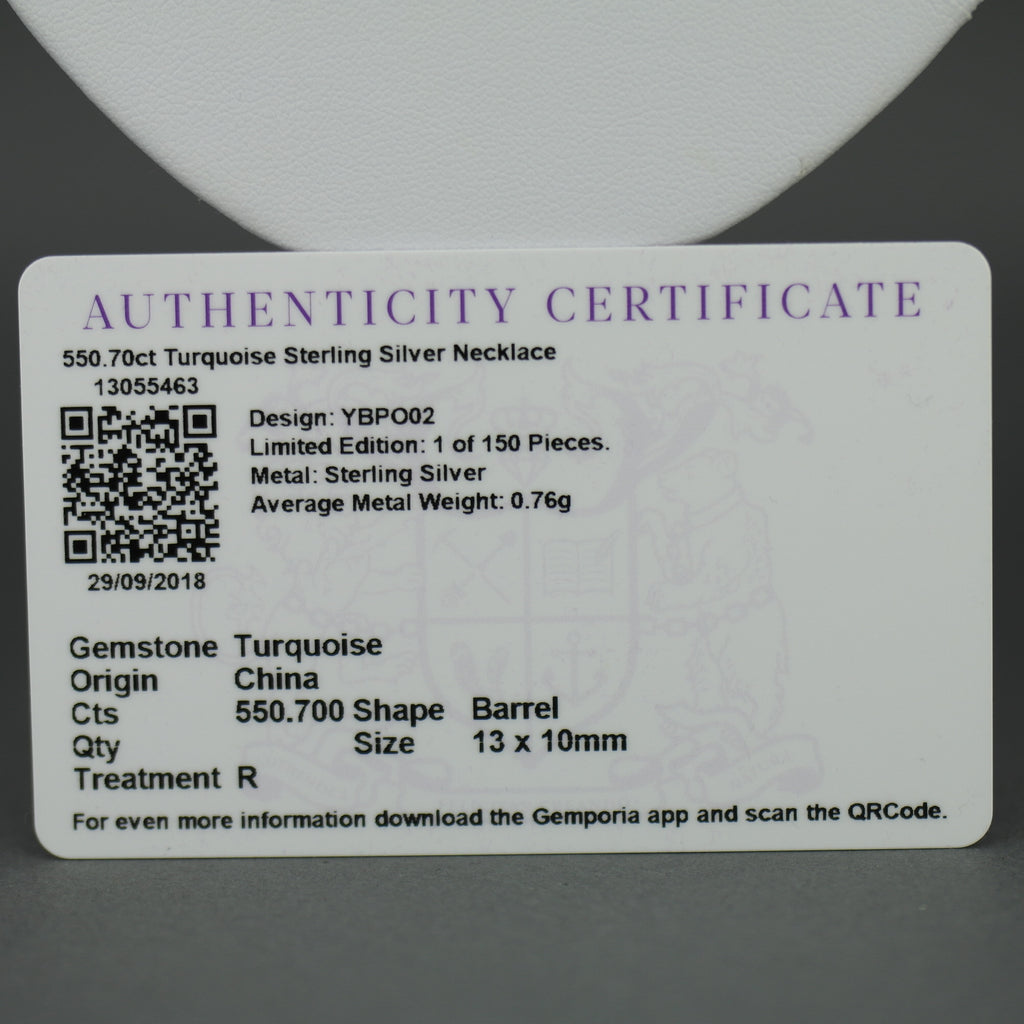 AUTHENTICITY CERTIFICATE
550.70ct Turquoise Sterling Silver Necklace
13055463
Design: YBPO02
Limited Edition: 1 of 150 Pieces.
Metal: Sterling Silver
Average Metal Weight: 0.76g
29/09/2018
Gemstone Turquoise
Origin China
Cts 550.700 Shape Barrel
Qty Size 13 x 10mm
Treatment R
For even more information download the Gemporia app and scan the QRCode.